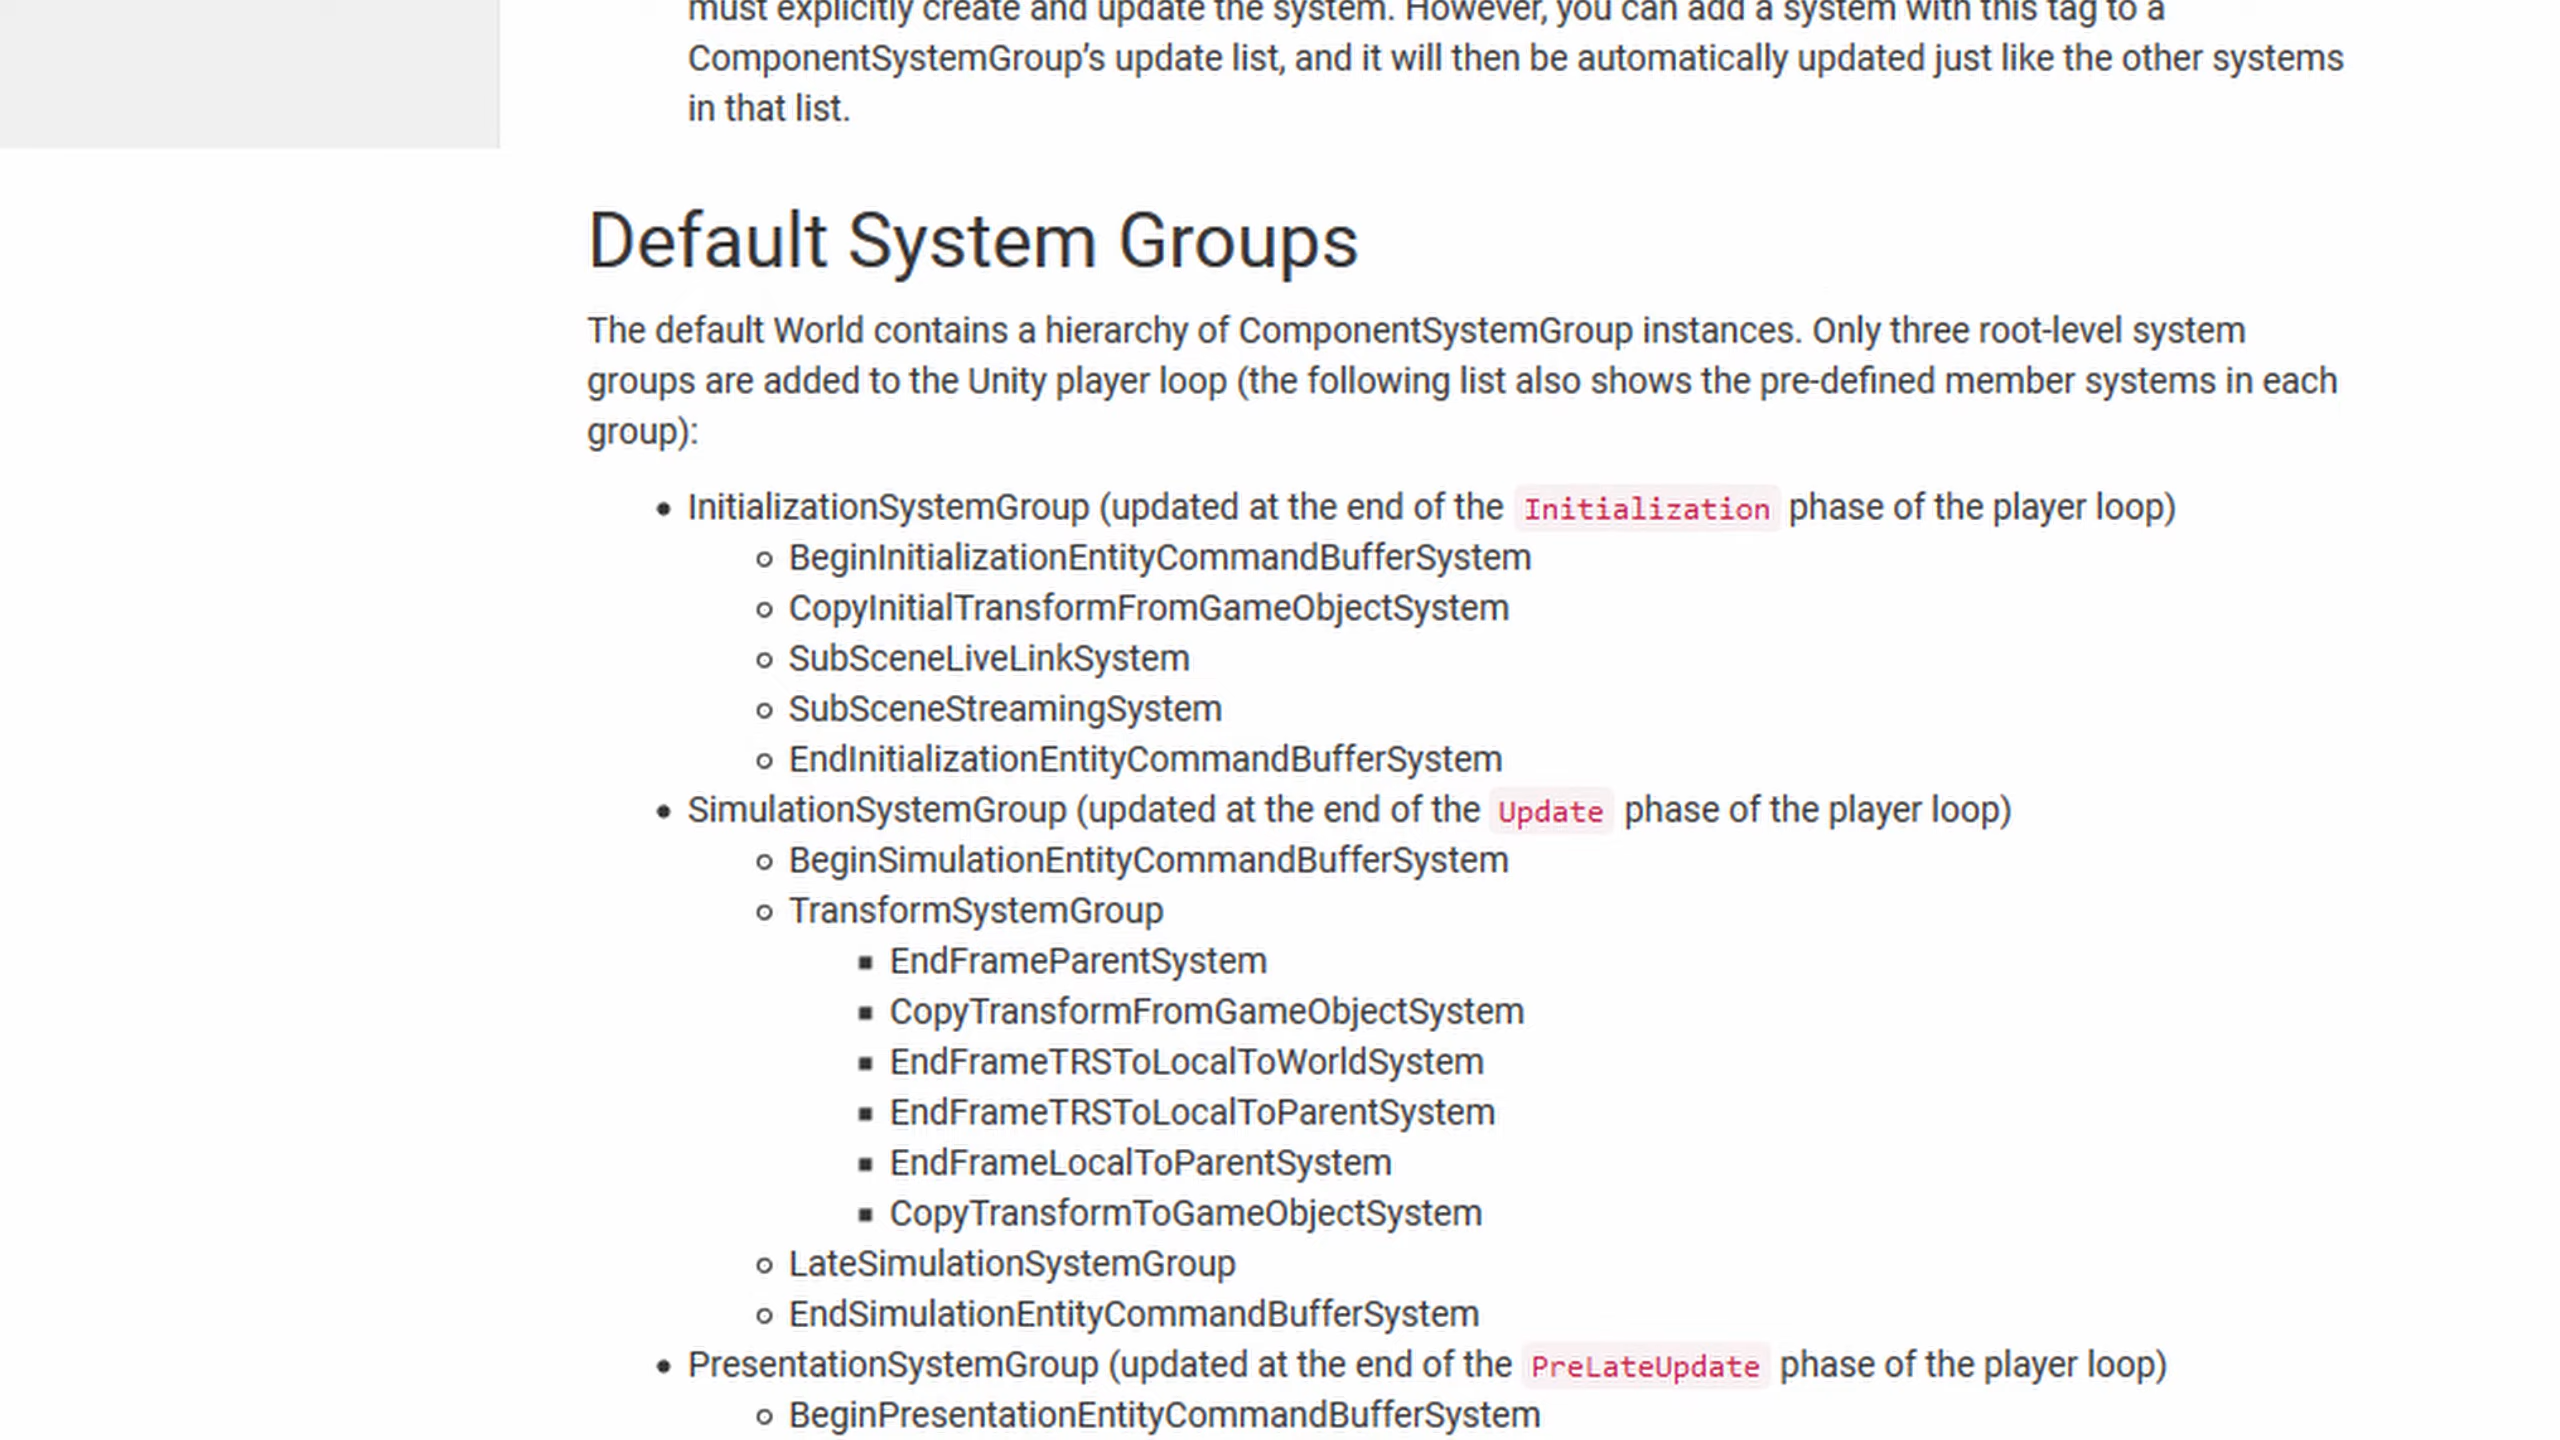 must explicitly create and update the system. However, you can add a system with this tag to a
ComponentSystemGroup’s update list, and it will then be automatically updated just like the other systems
in that list.
Default System Groups
The default World contains a hierarchy of ComponentSystemGroup instances. Only three root-level system
groups are added to the Unity player loop (the following list also shows the pre-defined member systems in each
group):
InitializationSystemGroup (updated at the end of the Initialization phase of the player loop)
BeginInitializationEntityCommandBufferSystem
CopyInitialTransformFromGameObjectSystem
SubSceneLiveLinkSystem
SubSceneStreamingSystem
EndInitializationEntityCommandBufferSystem
SimulationSystemGroup (updated at the end of the Update phase of the player loop)
BeginSimulationEntityCommandBufferSystem
TransformSystemGroup
EndFrameParentSystem
CopyTransformFromGameObjectSystem
EndFrameTRSToLocalToWorldSystem
EndFrameTRSToLocalToParentSystem
EndFrameLocalToParentSystem
CopyTransformToGameObjectSystem
LateSimulationSystemGroup
EndSimulationEntityCommandBufferSystem
PresentationSystemGroup (updated at the end of the PreLateUpdate phase of the player loop)
BeginPresentationEntityCommandBufferSystem